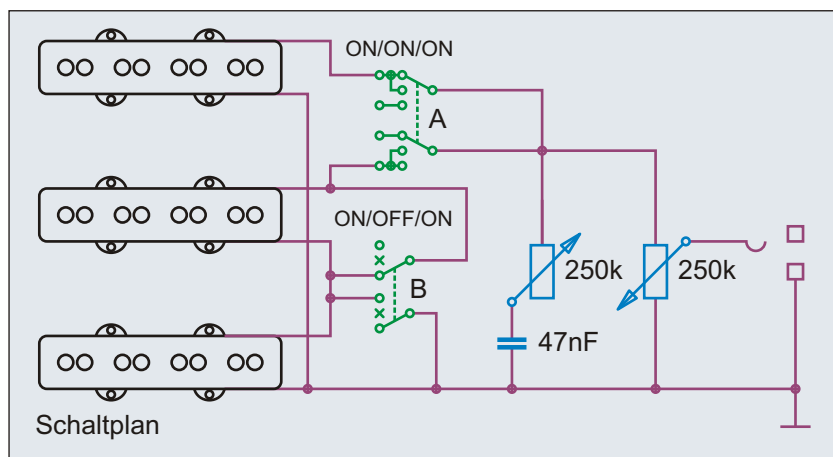 ON/ON/ON
A
ON/OFF/ON
B
250k
250k
47nF
Schaltplan